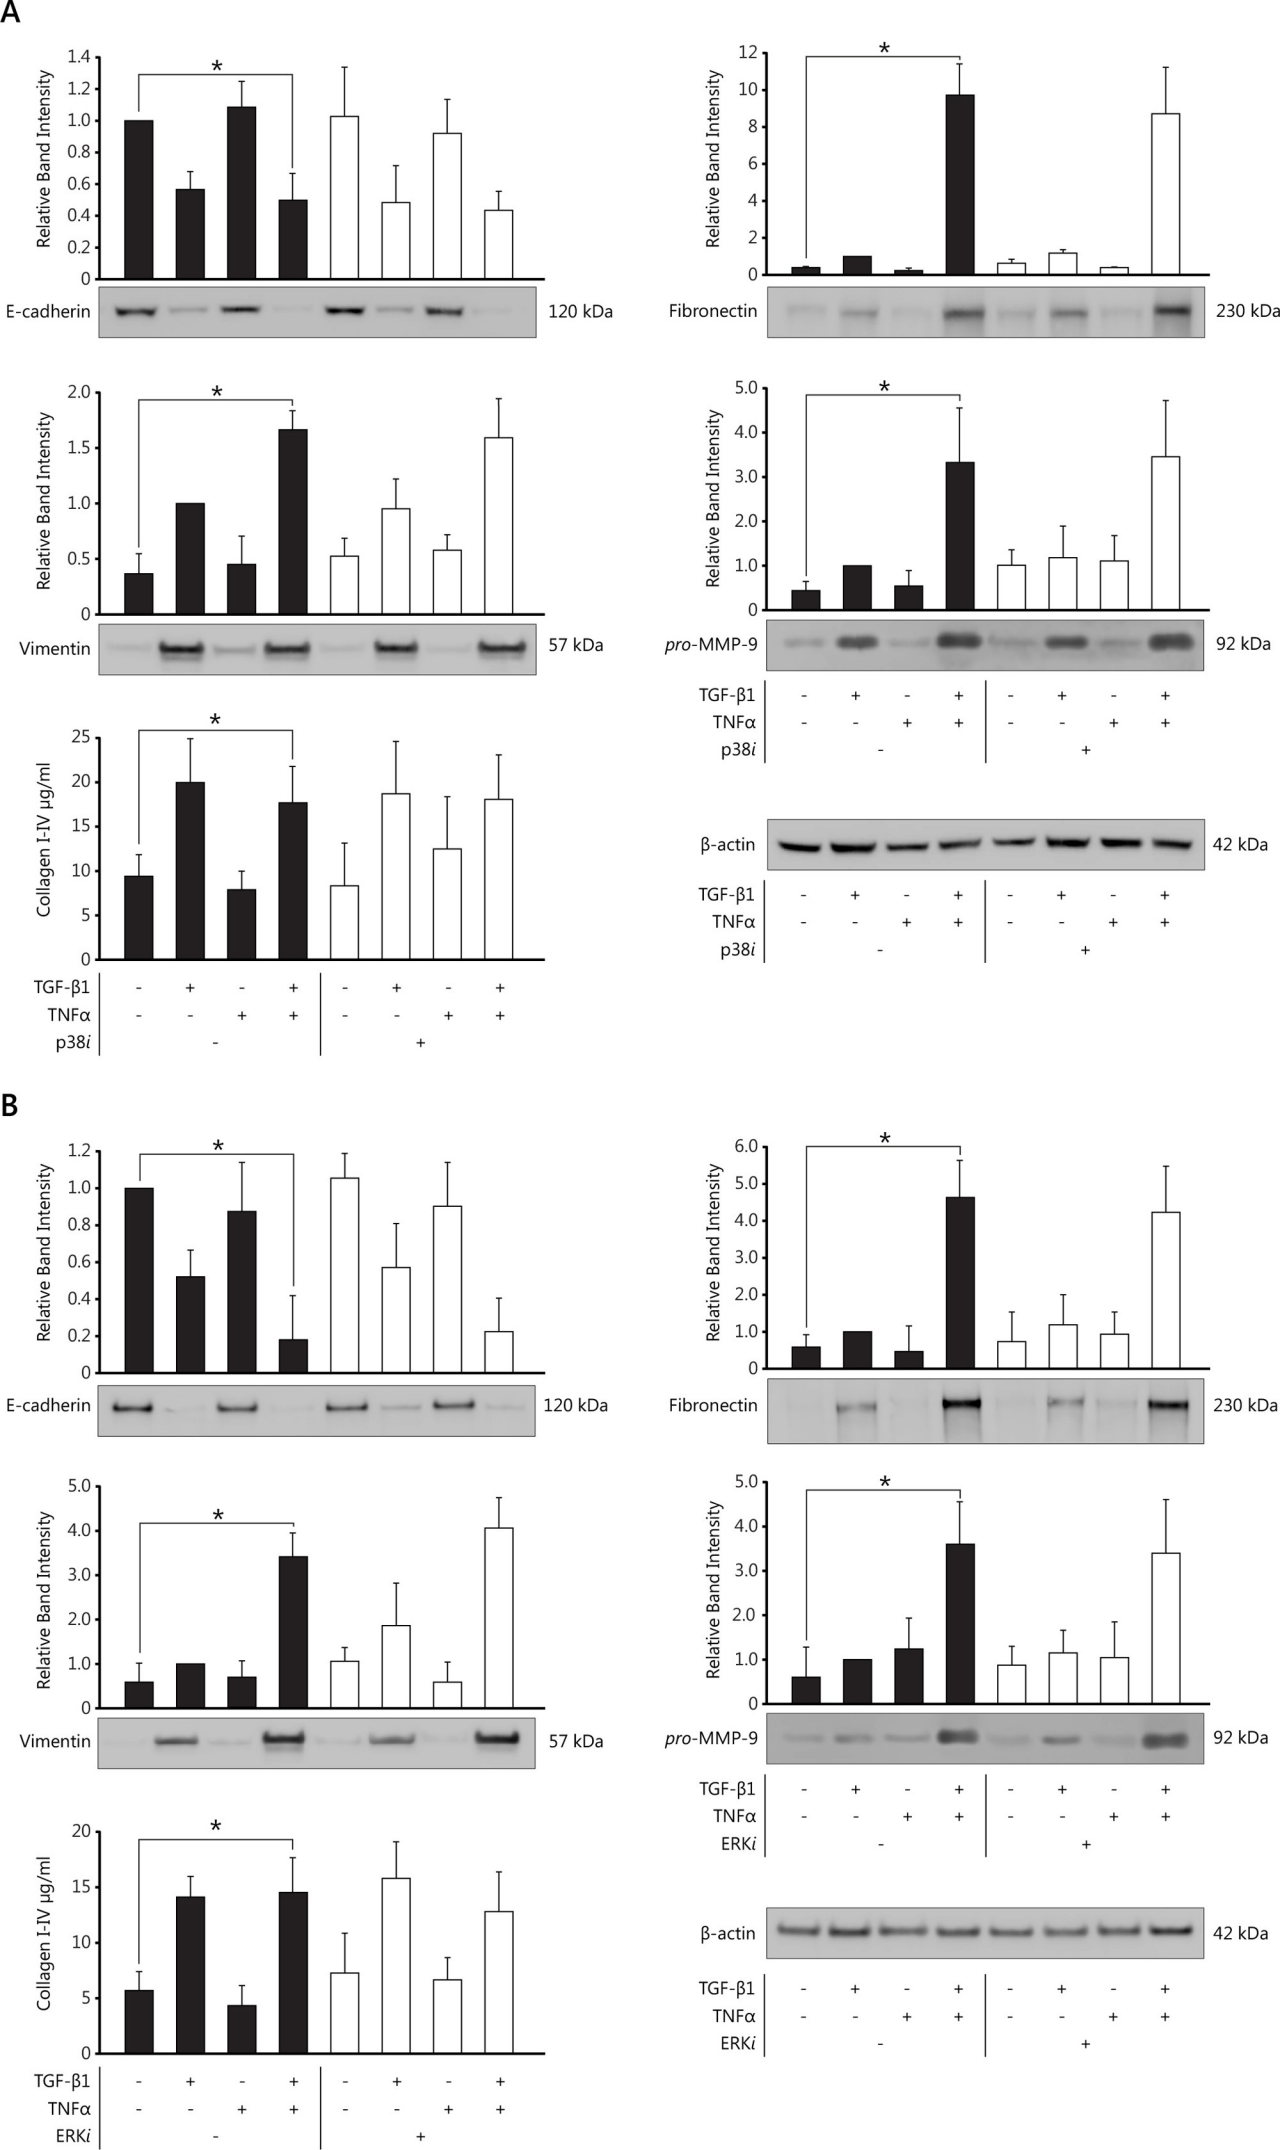 A
Relative Band Intensity
1.4
1.2
1.0
0.8
0.6
0.4
0.2
0
*
E-cadherin
120 kDa
Relative Band Intensity
12
10
8
6
4
2
0
*
Fibronectin
230 kDa
Relative Band Intensity
2.0
1.5
1.0
0.5
0
*
Vimentin
57 kDa
Relative Band Intensity
5.0
4.0
3.0
2.0
1.0
0
*
pro-MMP-9
92 kDa
TGF-β1 - + - + - + - +
TNFα - - + + - - + +
p38i - +
Collagen I-IV µg/ml
25
20
15
10
5
0
*
TGF-β1 - + - + - + - +
TNFα - - + + - - + +
p38i - +
β-actin
42 kDa
TGF-β1 - + - + - + - +
TNFα - - + + - - + +
p38i - +
B
Relative Band Intensity
1.2
1.0
0.8
0.6
0.4
0.2
0
*
E-cadherin
120 kDa
Relative Band Intensity
6.0
5.0
4.0
3.0
2.0
1.0
0
*
Fibronectin
230 kDa
Relative Band Intensity
5.0
4.0
3.0
2.0
1.0
0
*
Vimentin
57 kDa
Relative Band Intensity
5.0
4.0
3.0
2.0
1.0
0
*
pro-MMP-9
92 kDa
TGF-β1 - + - + - + - +
TNFα - - + + - - + +
ERKi - +
Collagen I-IV µg/ml
20
15
10
5
0
*
TGF-β1 - + - + - + - +
TNFα - - + + - - + +
ERKi - +
β-actin
42 kDa
TGF-β1 - + - + - + - +
TNFα - - + + - - + +
ERKi - +